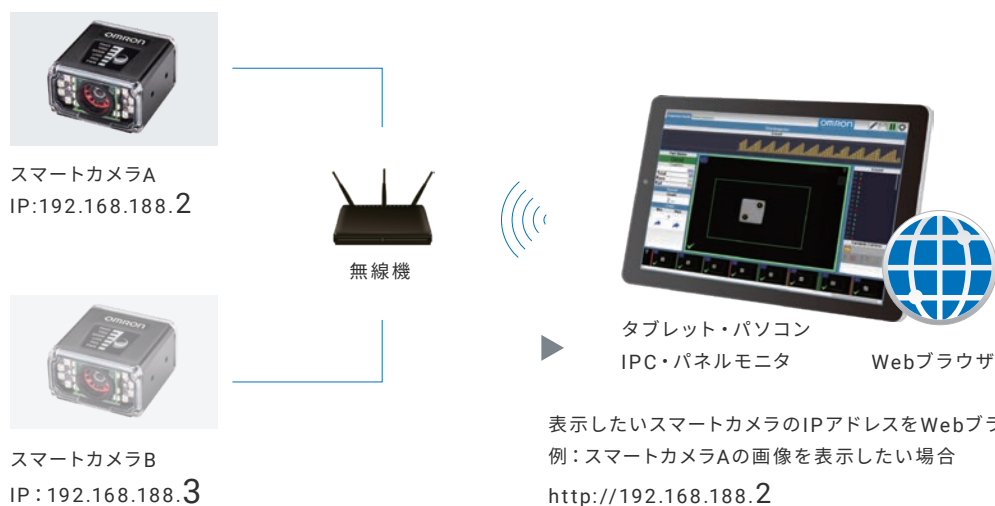 OMRON
スマートカメラA
IP:192.168.188.2
無線機
OMRON
スマートカメラB
IP：192.168.188.3
OMRON
タブレット・パソコン
IPC・パネルモニタ
Webブラウザ
表示したいスマートカメラのIPアドレスをWebブラ
例：スマートカメラAの画像を表示したい場合
http://192.168.188.2